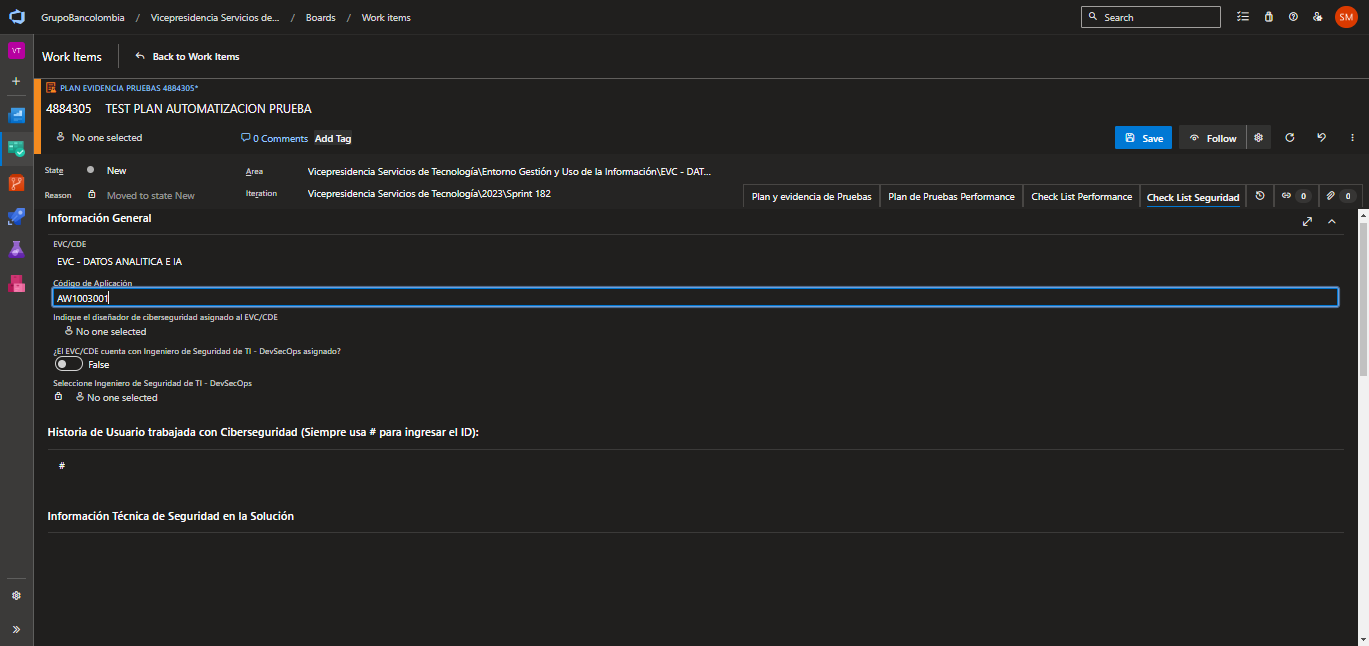 GrupoBancolombia / Vicepresidencia Servicios de... / Boards / Work items
Search
SM
VT
Work Items
Back to Work Items
PLAN EVIDENCIA PRUEBAS 4884305*
4884305 TEST PLAN AUTOMATIZACION PRUEBA
No one selected
0 Comments
Add Tag
Save
Follow
State
New
Area
Vicepresidencia Servicios de Tecnología\Entorno Gestión y Uso de la Información\EVC - DAT...
Reason
Moved to state New
Iteration
Vicepresidencia Servicios de Tecnología\2023\Sprint 182
Plan y evidencia de Pruebas
Plan de Pruebas Performance
Check List Performance
Check List Seguridad
0
0
Información General
EVC/CDE
EVC - DATOS ANALITICA E IA
Código de Aplicación
AW1003001
Indique el diseñador de ciberseguridad asignado al EVC/CDE
No one selected
¿El EVC/CDE cuenta con Ingeniero de Seguridad de TI - DevSecOps asignado?
False
Seleccione Ingeniero de Seguridad de TI - DevSecOps
No one selected
Historia de Usuario trabajada con Ciberseguridad (Siempre usa # para ingresar el ID):
#
Información Técnica de Seguridad en la Solución